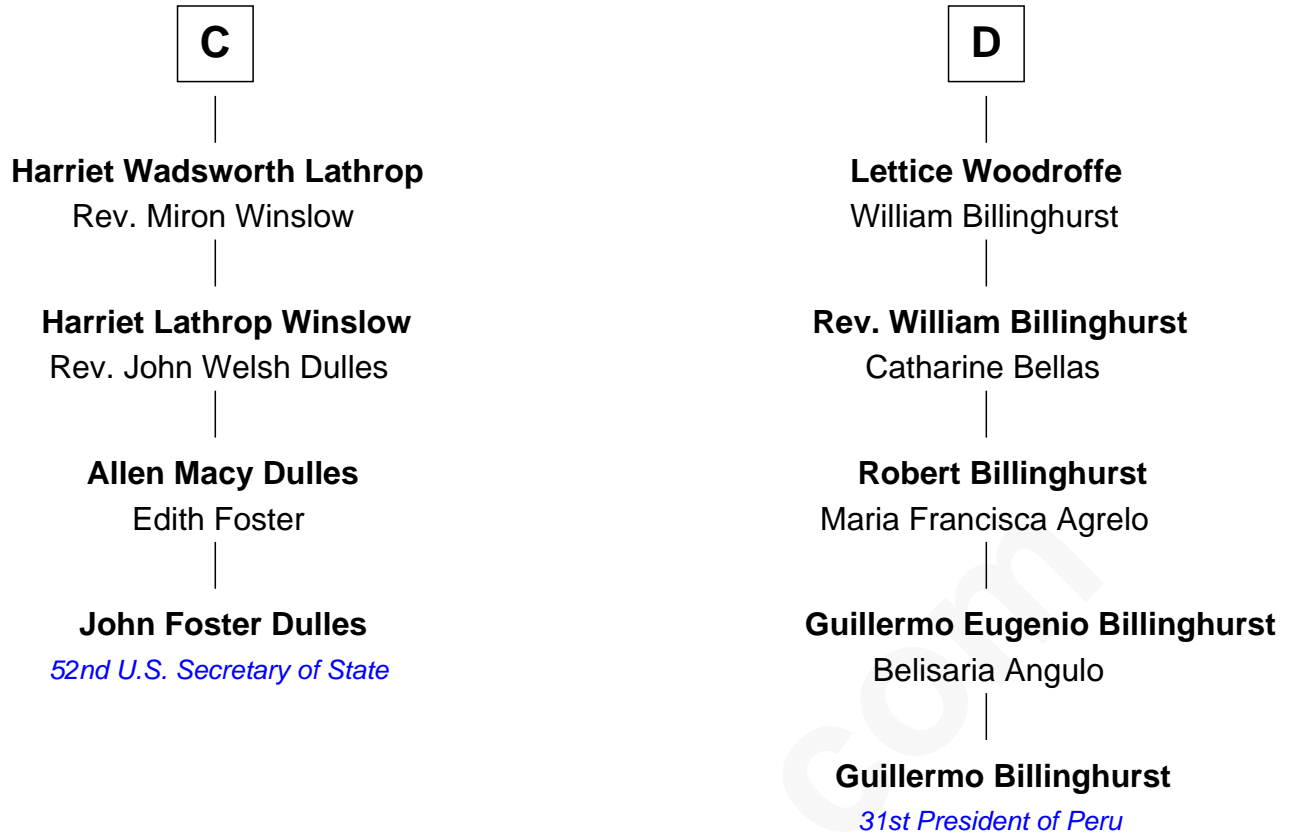 C
Harriet Wadsworth Lathrop
Rev. Miron Winslow
Harriet Lathrop Winslow
Rev. John Welsh Dulles
Allen Macy Dulles
Edith Foster
John Foster Dulles
52nd U.S. Secretary of State
D
Lettice Woodroffe
William Billinghurst
Rev. William Billinghurst
Catharine Bellas
Robert Billinghurst
Maria Francisca Agrelo
Guillermo Eugenio Billinghurst
Belisaria Angulo
Guillermo Billinghurst
31st President of Peru
com